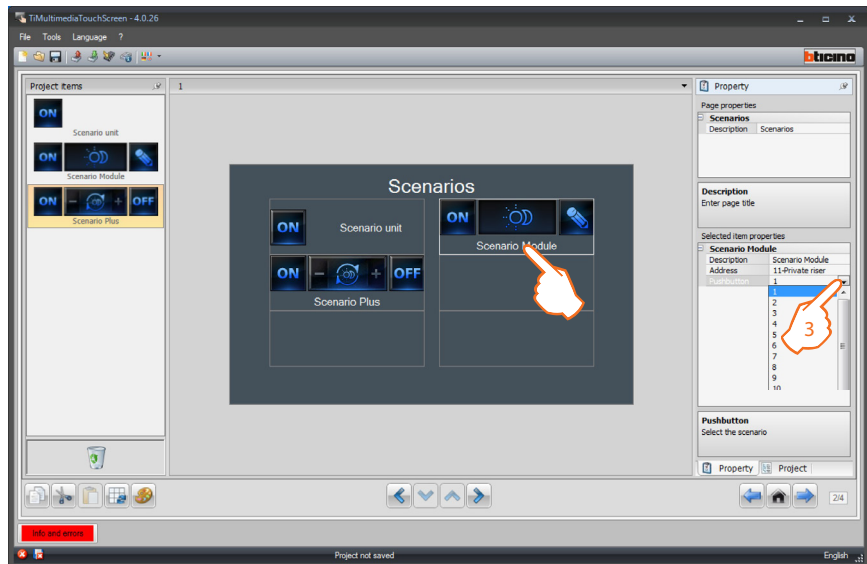 TiMultimediaTouchScreen - 4.0.26
File Tools Language ?
bticino
Project items
1
Property
ON
Scenario unit
ON
Scenario Module
ON - + OFF
Scenario Plus
Scenarios
ON Scenario unit
ON
Scenario Module
ON - + OFF
Scenario Plus
Page properties
Scenarios
Description Scenarios
Description
Enter page title
Selected item properties
Scenario Module
Description Scenario Module
Address 11-Private riser
Pushbutton 1
1
2
3
4
5
6
7
8
9
10
3
Pushbutton
Select the scenario
Property Project
2/4
Info and errors
Project not saved
English